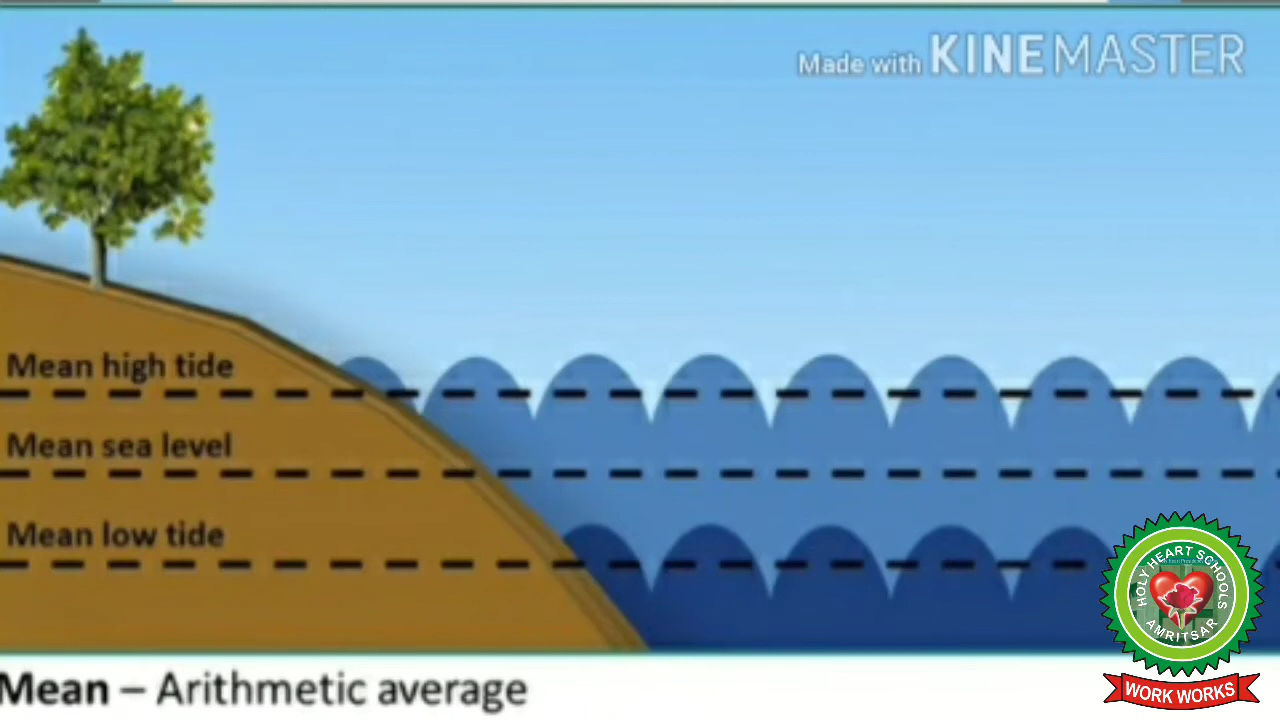 Made with KINEMASTER
Mean high tide
Mean sea level
Mean low tide
HOLY HEART SCHOOLS
AMRITSAR
WORK WORKS
Mean – Arithmetic average